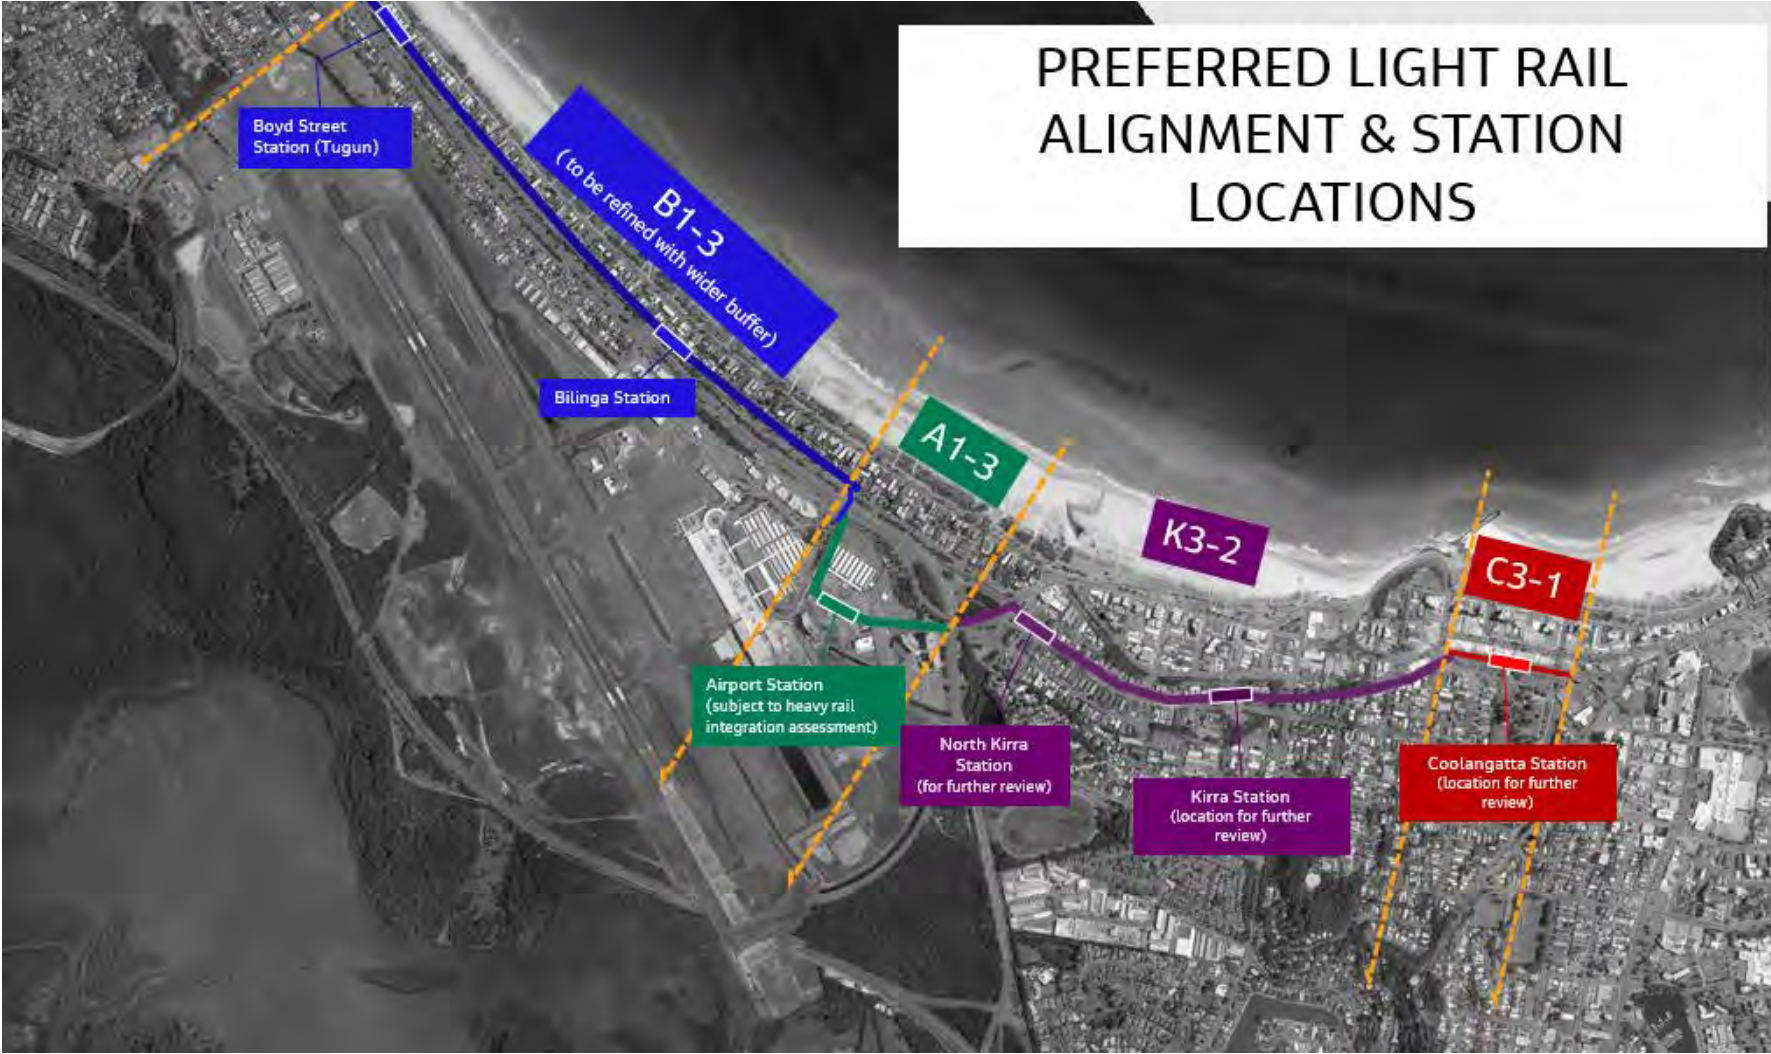 PREFERRED LIGHT RAIL
ALIGNMENT & STATION
LOCATIONS
Boyd Street
Station (Tugun)
B1-3
( to be refined with wider buffer)
Bilinga Station
A1-3
K3-2
C3-1
Airport Station
(subject to heavy rail
integration assessment)
North Kirra
Station
(for further review)
Kirra Station
(location for further
review)
Coolangatta Station
(location for further
review)